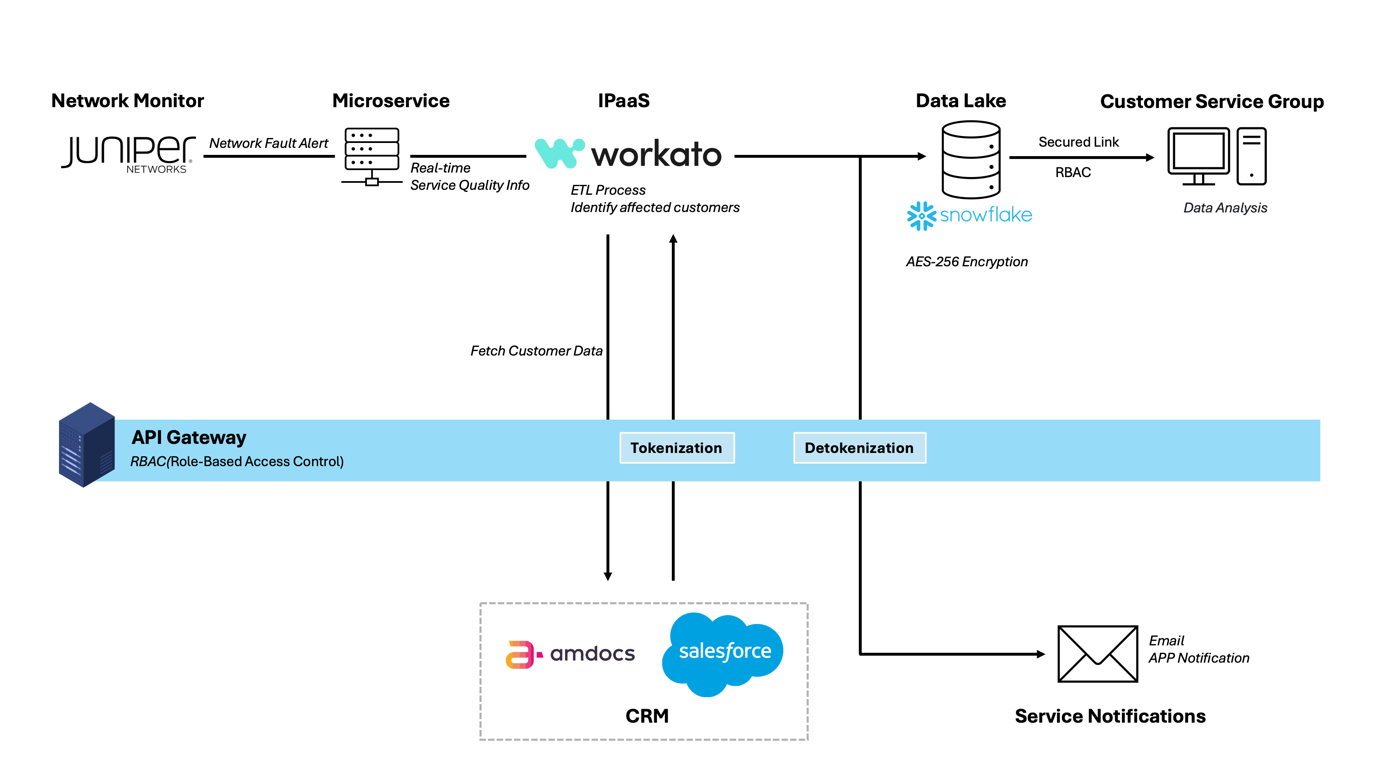 Network Monitor
Microservice
IPaaS
Data Lake
Customer Service Group
JUNIPER
NETWORKS
Network Fault Alert
Real-time
Service Quality Info
workato
ETL Process
Identify affected customers
snowflake
AES-256 Encryption
Secured Link
RBAC
Data Analysis
Fetch Customer Data
API Gateway
RBAC(Role-Based Access Control)
Tokenization
Detokenization
amdocs
salesforce
CRM
Email
APP Notification
Service Notifications